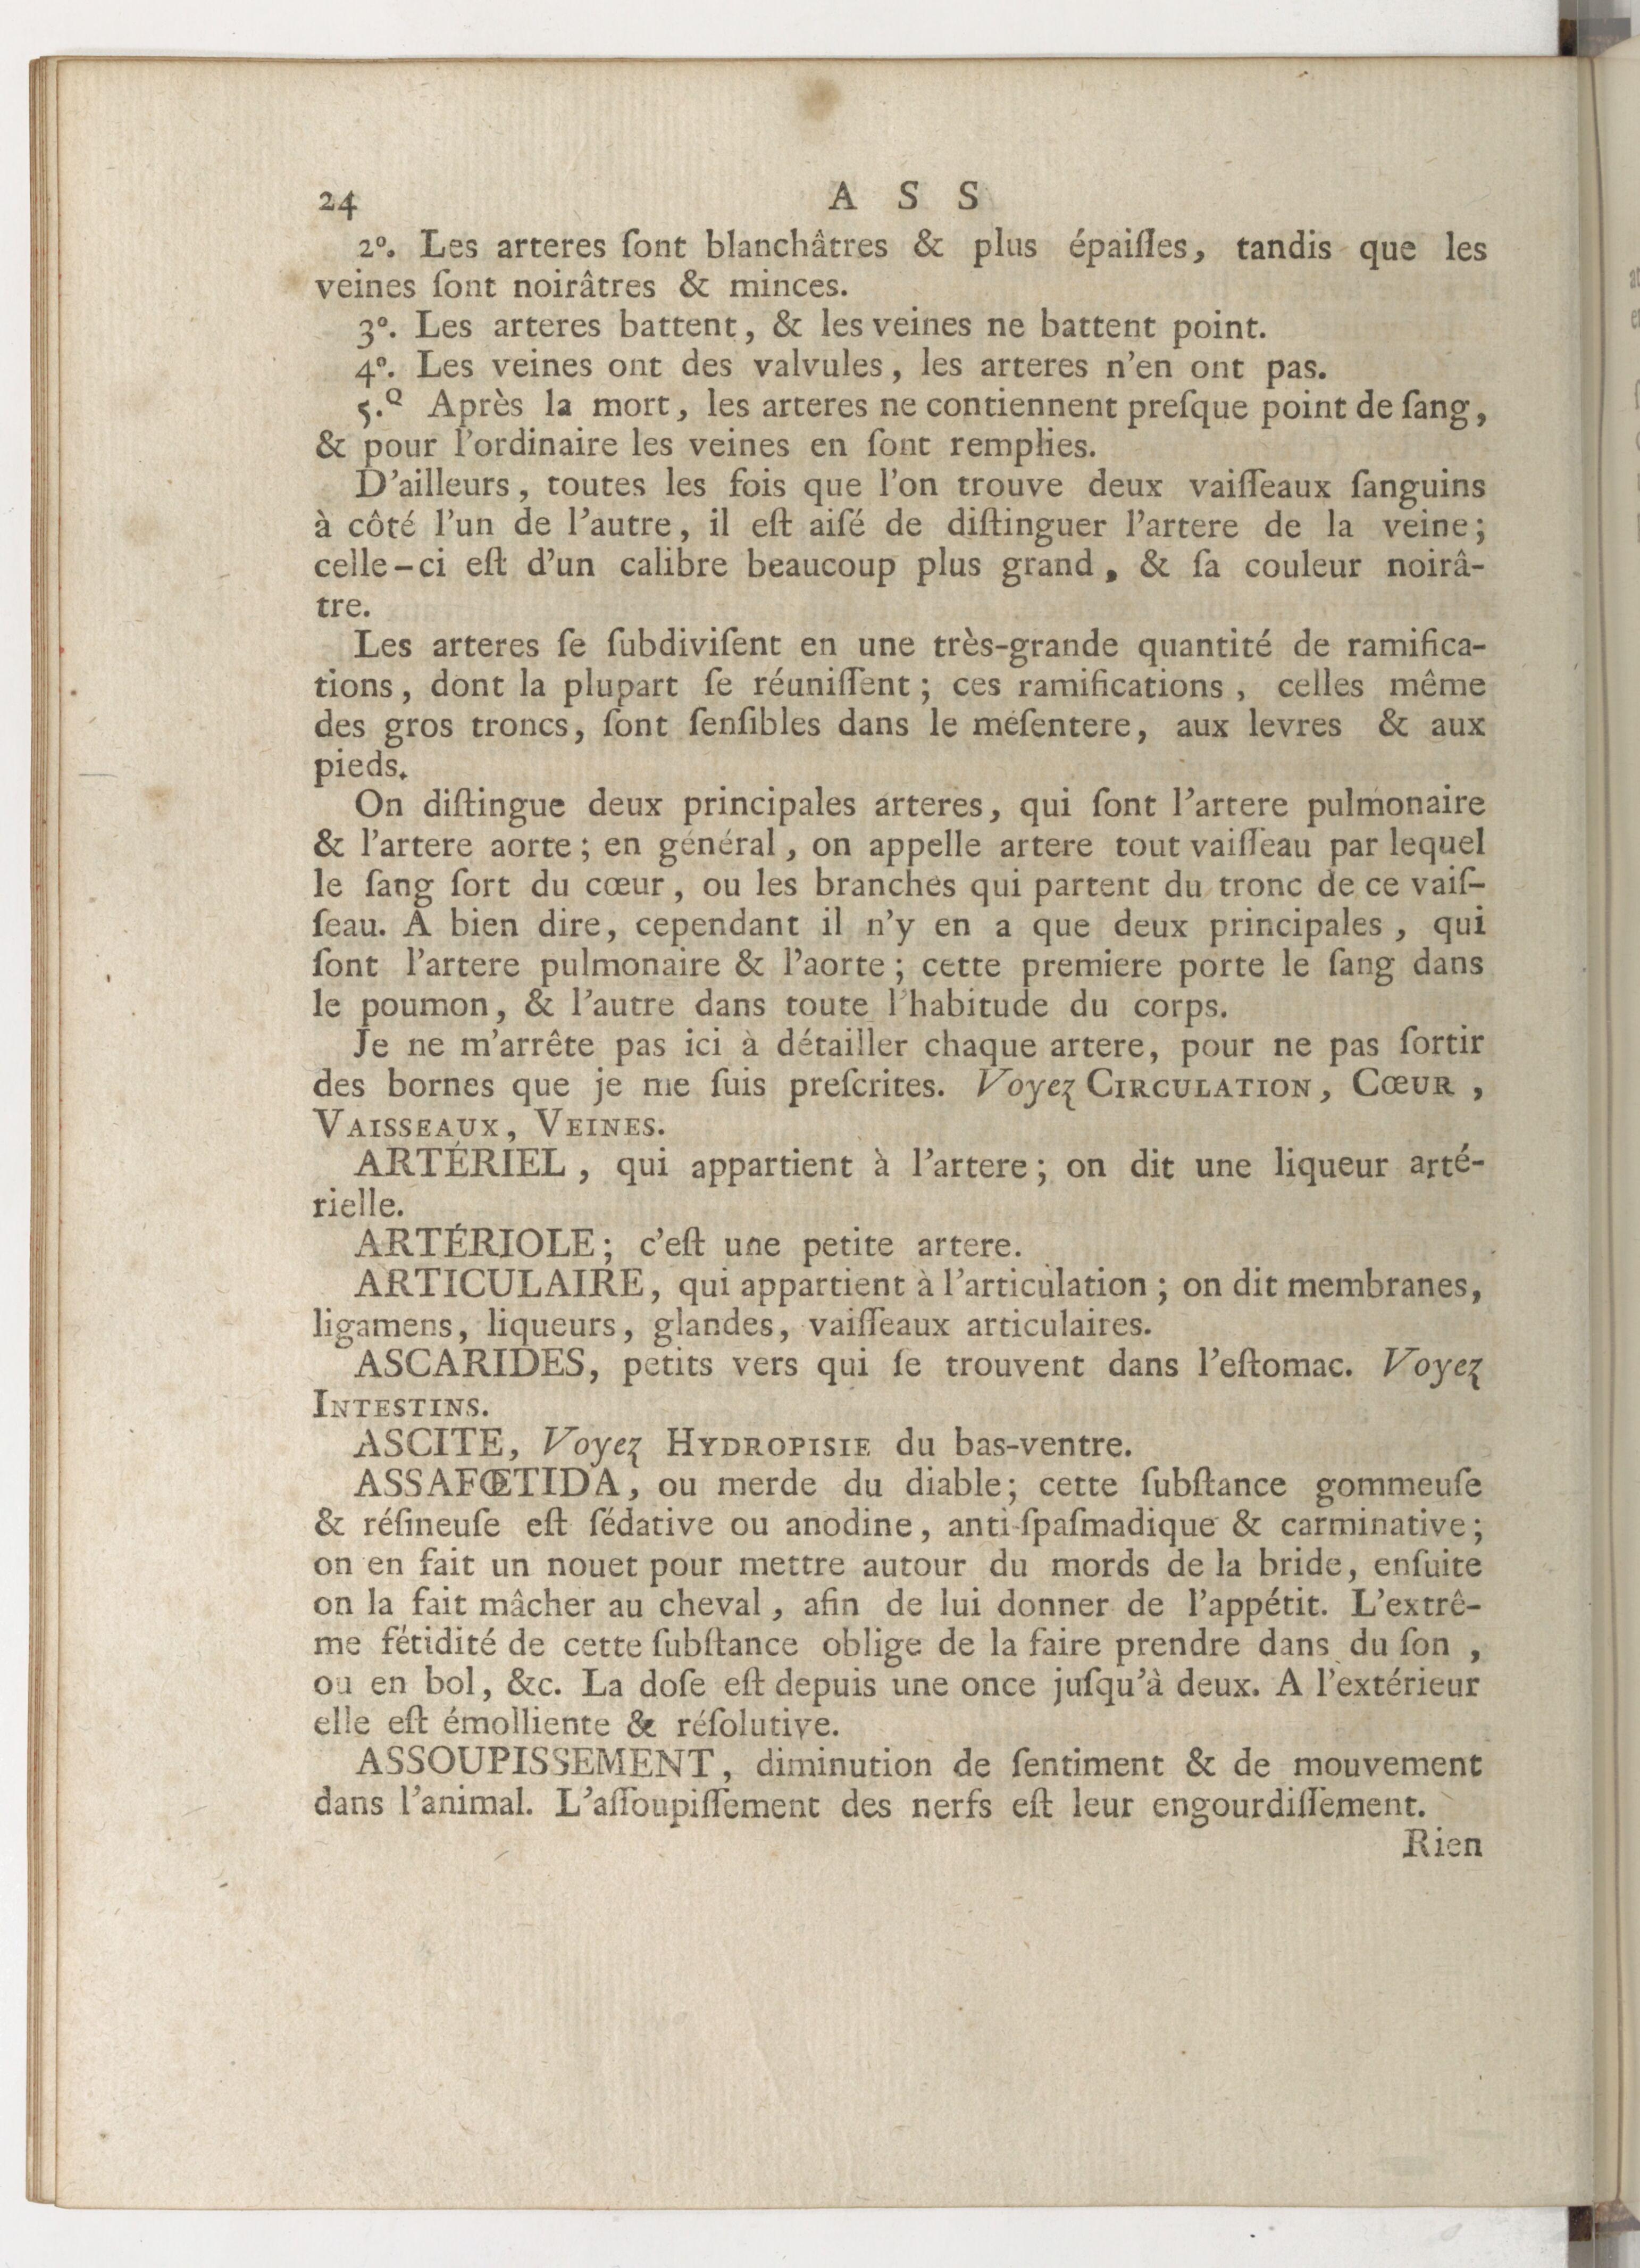 24 A S S
2°. Les arteres ſont blanchâtres & plus épaiſſes, tandis que les
veines ſont noirâtres & minces.
3°. Les arteres battent, & les veines ne battent point.
4°. Les veines ont des valvules, les arteres n'en ont pas.
5.º Après la mort, les arteres ne contiennent preſque point de ſang,
& pour l'ordinaire les veines en ſont remplies.
D'ailleurs, toutes les fois que l'on trouve deux vaiſſeaux ſanguins
à côté l'un de l'autre, il eſt aiſé de diſtinguer l'artere de la veine;
celle-ci eſt d'un calibre beaucoup plus grand, & ſa couleur noirâ-
tre.
Les arteres ſe ſubdiviſent en une très-grande quantité de ramifica-
tions, dont la plupart ſe réuniſſent; ces ramifications, celles même
des gros troncs, ſont ſenſibles dans le méſentere, aux levres & aux
pieds.
On diſtingue deux principales arteres, qui ſont l'artere pulmonaire
& l'artere aorte; en général, on appelle artere tout vaiſſeau par lequel
le ſang ſort du cœur, ou les branches qui partent du tronc de ce vaiſ-
ſeau. A bien dire, cependant il n'y en a que deux principales, qui
ſont l'artere pulmonaire & l'aorte; cette premiere porte le ſang dans
le poumon, & l'autre dans toute l'habitude du corps.
Je ne m'arrête pas ici à détailler chaque artere, pour ne pas ſortir
des bornes que je me ſuis preſcrites. Voyez CIRCULATION, CŒUR,
VAISSEAUX, VEINES.
ARTÉRIEL, qui appartient à l'artere; on dit une liqueur arté-
rielle.
ARTÉRIOLE; c'eſt une petite artere.
ARTICULAIRE, qui appartient à l'articulation; on dit membranes,
ligamens, liqueurs, glandes, vaiſſeaux articulaires.
ASCARIDES, petits vers qui ſe trouvent dans l'eſtomac. Voyez
INTESTINS.
ASCITE, Voyez HYDROPISIE du bas-ventre.
ASSAFŒTIDA, ou merde du diable; cette ſubſtance gommeuſe
& réſineuſe eſt ſédative ou anodine, anti-ſpaſmadique & carminative;
on en fait un nouet pour mettre autour du mords de la bride, enſuite
on la fait mâcher au cheval, afin de lui donner de l'appétit. L'extrê-
me fétidité de cette ſubſtance oblige de la faire prendre dans du ſon,
ou en bol, &c. La doſe eſt depuis une once juſqu'à deux. A l'extérieur
elle eſt émolliente & réſolutive.
ASSOUPISSEMENT, diminution de ſentiment & de mouvement
dans l'animal. L'aſſoupiſſement des nerfs eſt leur engourdiſſement.
Rien